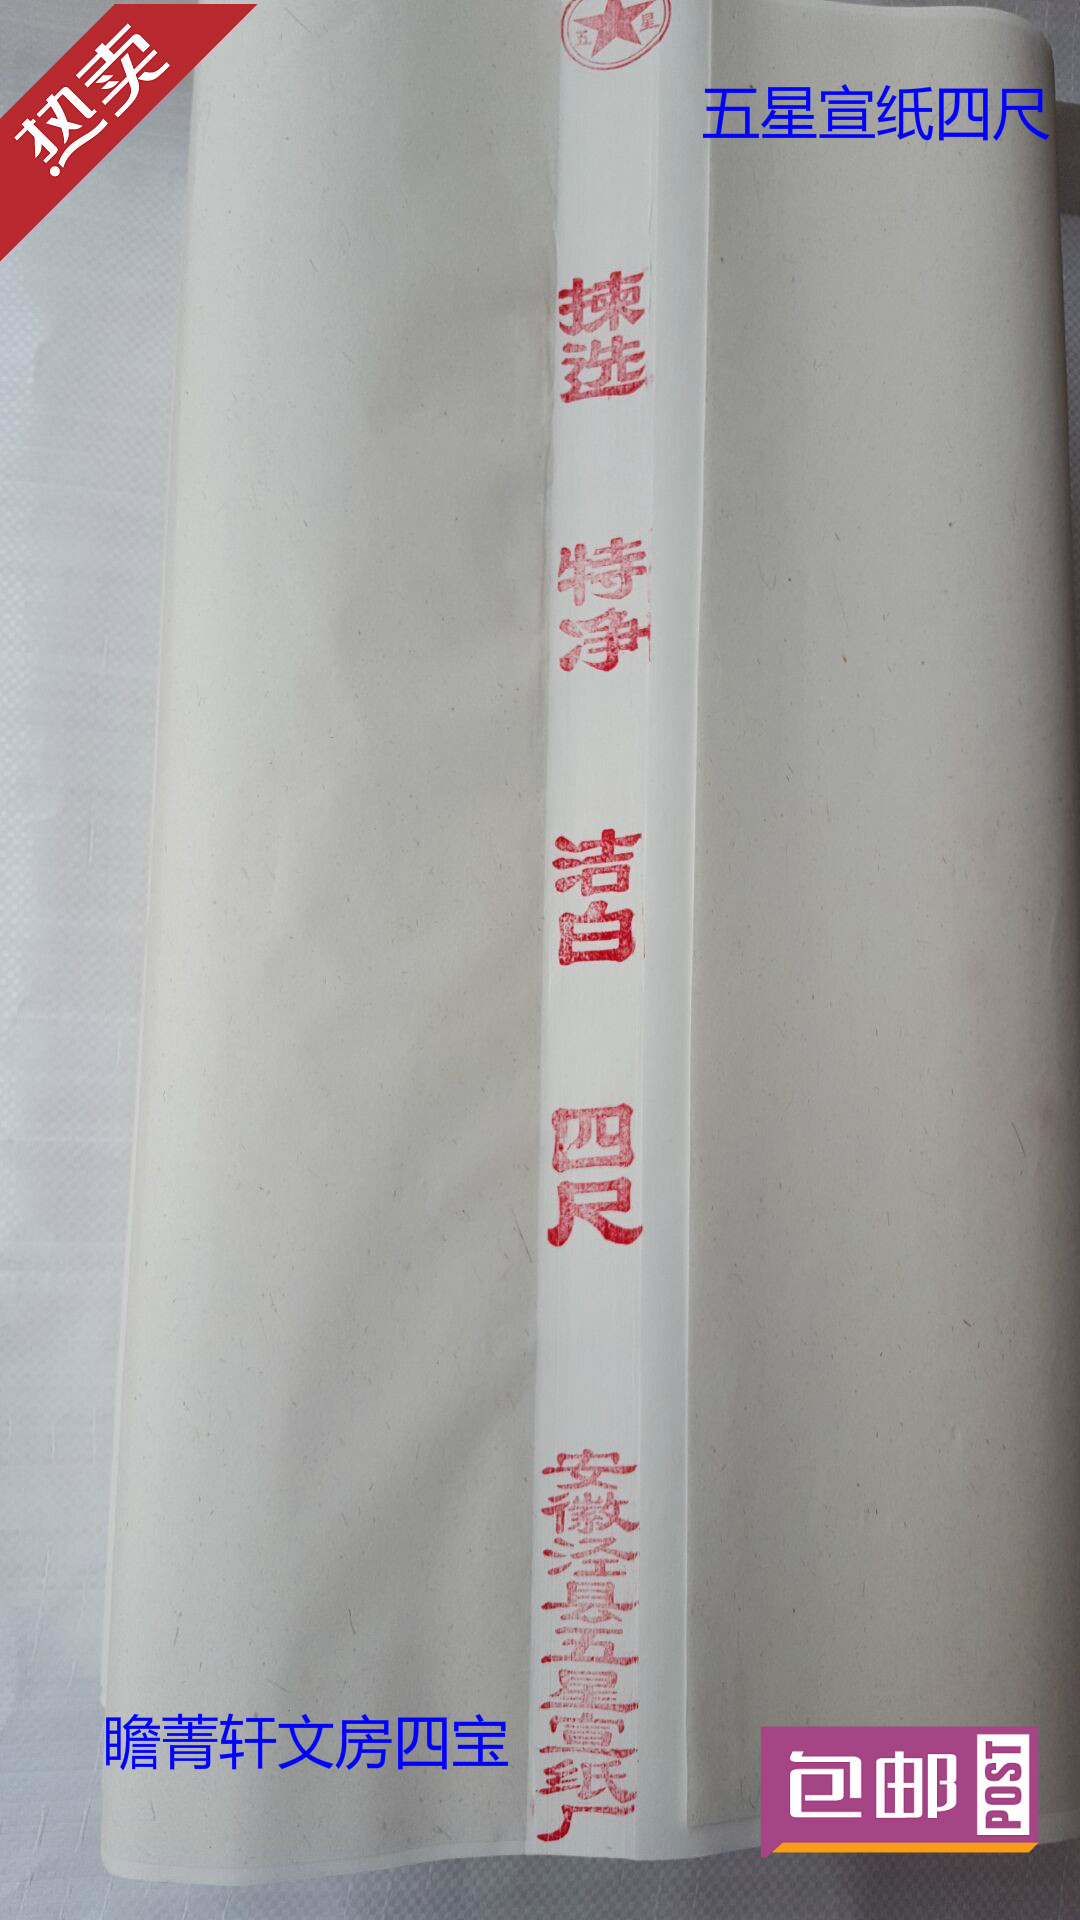 热卖
五星
五星宣纸四尺
揀选
特净
洁白
四尺
安徽泾县五星宣纸厂
瞻菁轩文房四宝
包邮
POST